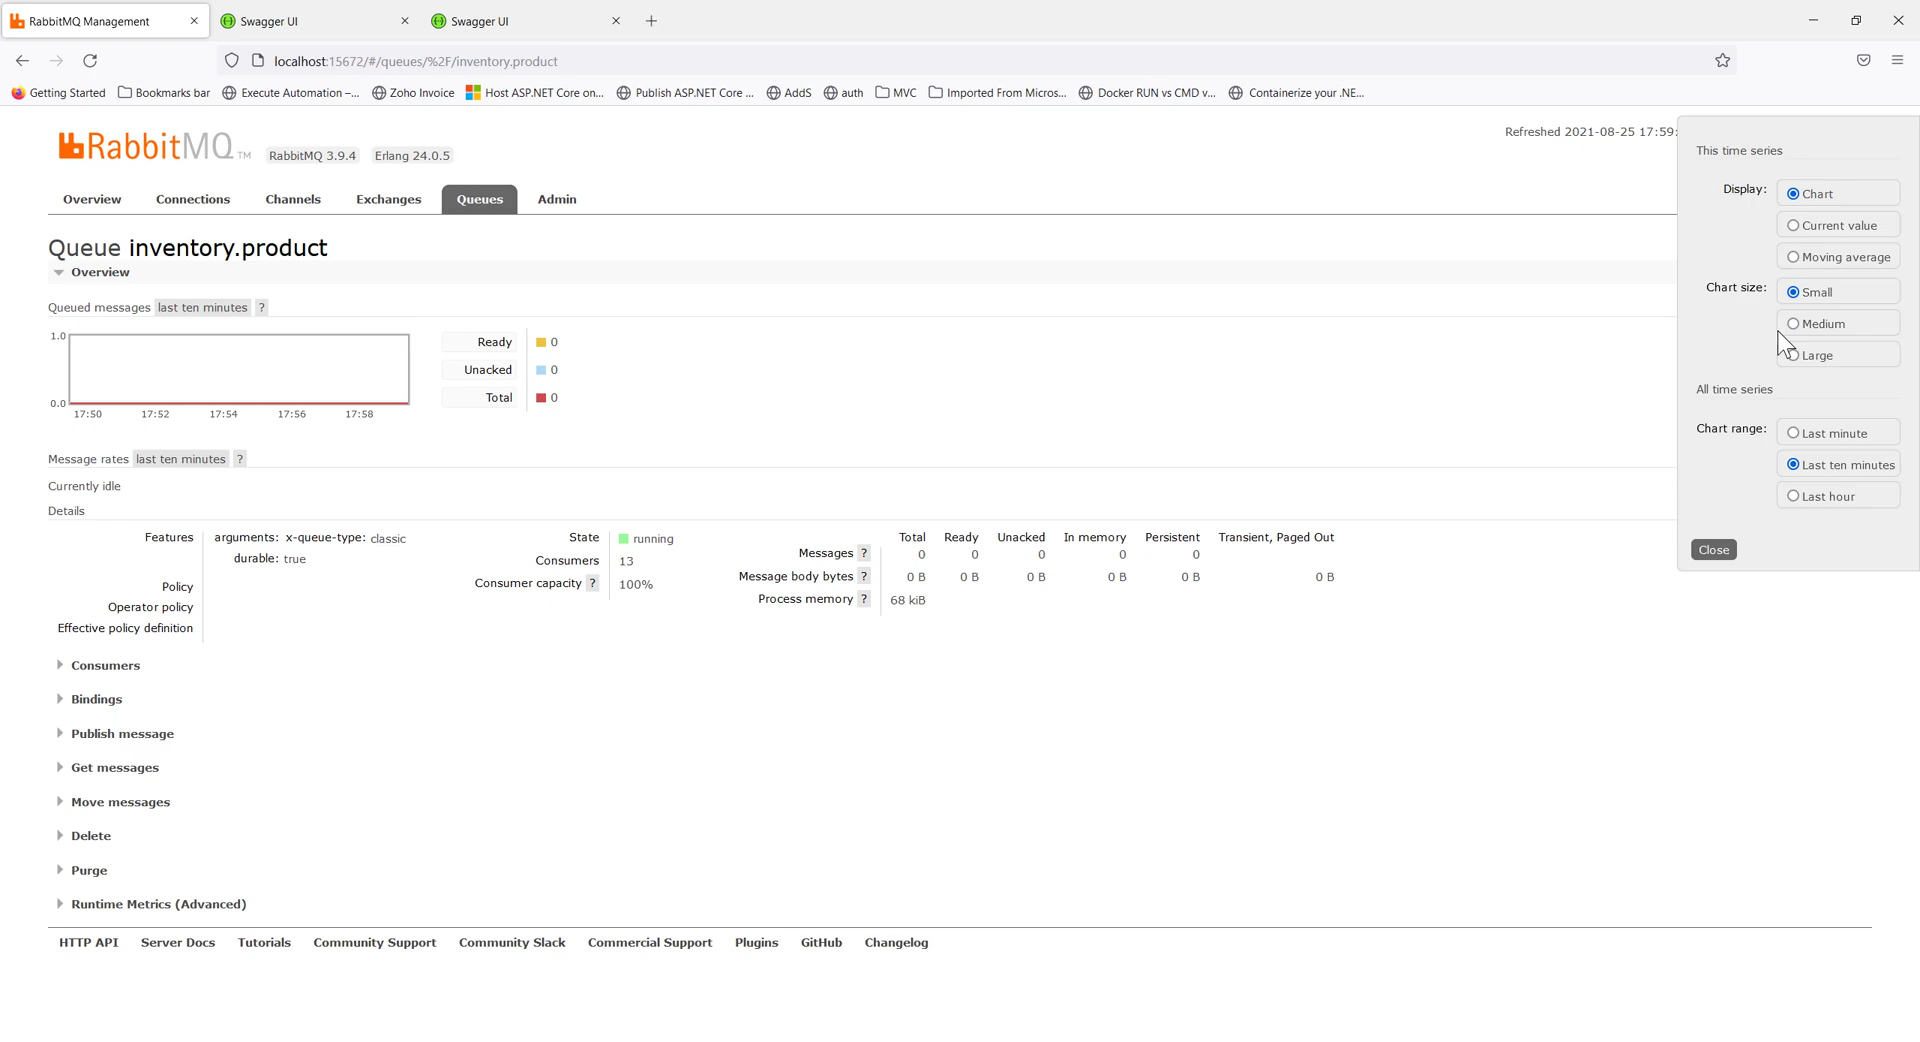 RabbitMQ Management
Swagger UI
Swagger UI
localhost:15672/#/queues/%2F/inventory.product
Getting Started Bookmarks bar Execute Automation –... Zoho Invoice Host ASP.NET Core on... Publish ASP.NET Core ... AddS auth MVC Imported From Micros... Docker RUN vs CMD v... Containerize your .NE...
RabbitMQ TM RabbitMQ 3.9.4 Erlang 24.0.5
Refreshed 2021-08-25 17:59:
Overview Connections Channels Exchanges Queues Admin
Queue inventory.product
Overview
Queued messages last ten minutes ?
1.0
0.0
17:50 17:52 17:54 17:56 17:58
Ready 0
Unacked 0
Total 0
Message rates last ten minutes ?
Currently idle
Details
Features arguments: x-queue-type: classic
durable: true
Policy
Operator policy
Effective policy definition
State running
Consumers 13
Consumer capacity ? 100%
Total Ready Unacked In memory Persistent Transient, Paged Out
Messages ? 0 0 0 0 0
Message body bytes ? 0 B 0 B 0 B 0 B 0 B 0 B
Process memory ? 68 kiB
Consumers
Bindings
Publish message
Get messages
Move messages
Delete
Purge
Runtime Metrics (Advanced)
HTTP API Server Docs Tutorials Community Support Community Slack Commercial Support Plugins GitHub Changelog
This time series
Display: Chart
Current value
Moving average
Chart size: Small
Medium
Large
All time series
Chart range: Last minute
Last ten minutes
Last hour
Close